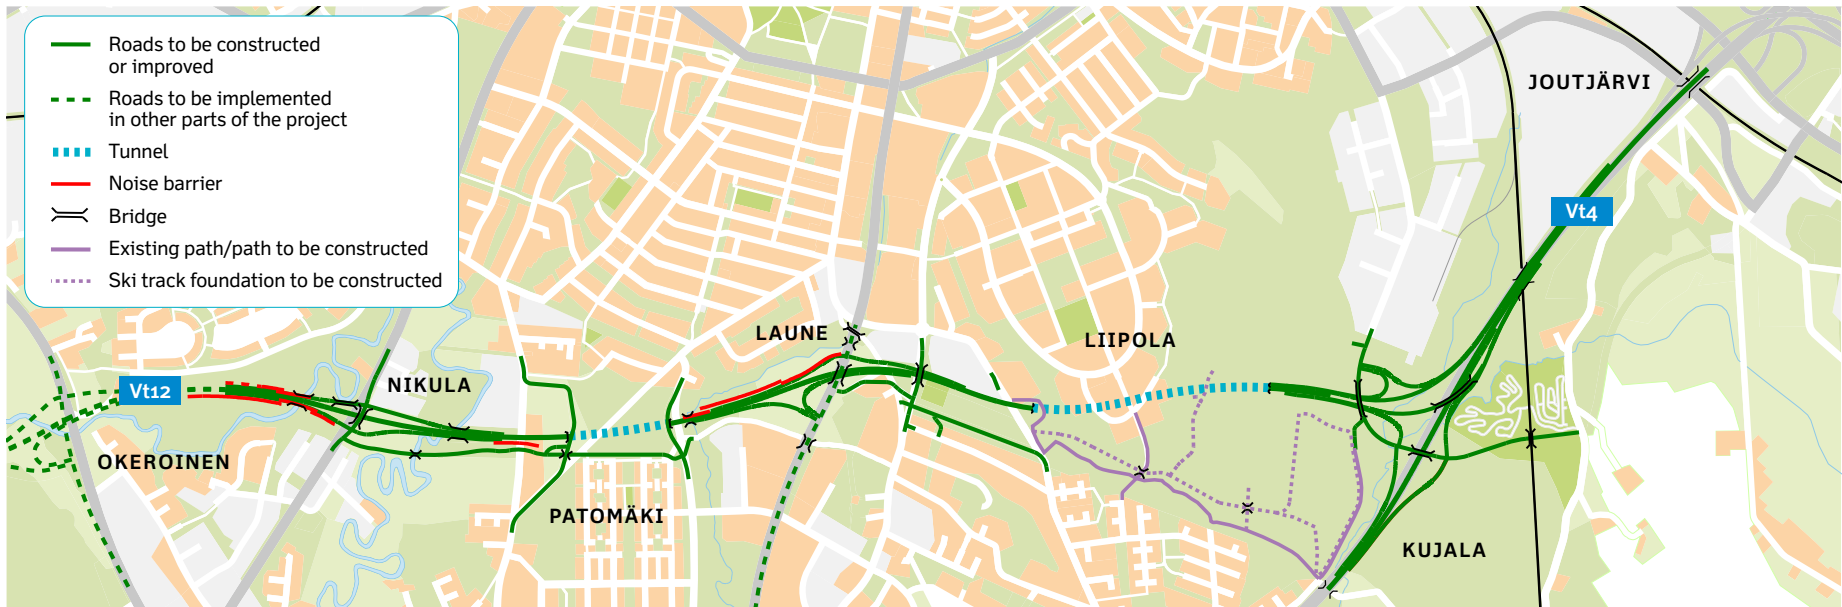 Roads to be constructed
or improved
Roads to be implemented
in other parts of the project
Tunnel
Noise barrier
Bridge
Existing path/path to be constructed
Ski track foundation to be constructed
JOUTJÄRVI
Vt4
LAUNE
LIIPOLA
Vt12
NIKULA
OKEROINEN
PATOMÄKI
KUJALA